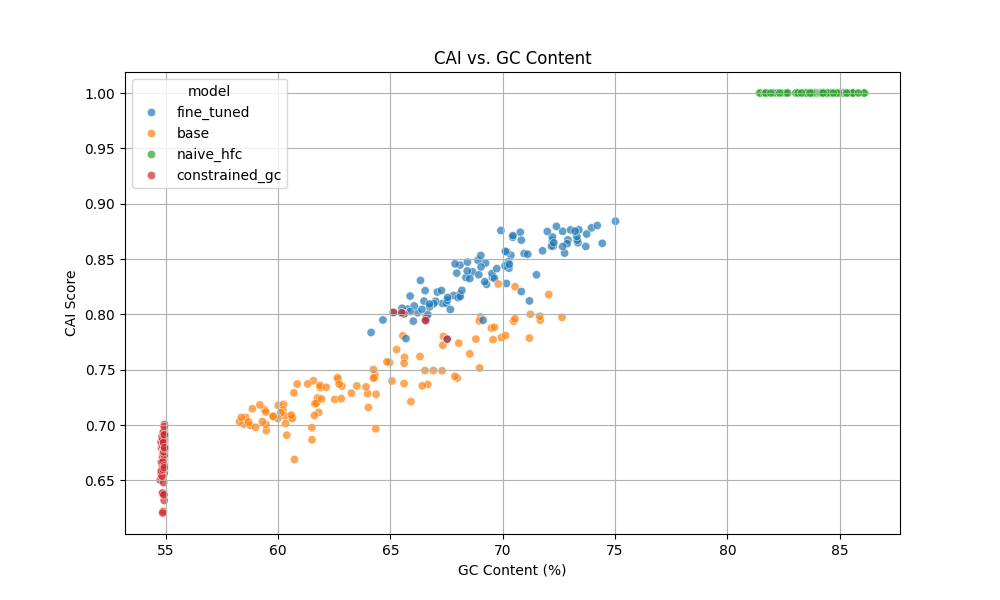 CAI vs. GC Content
model
fine_tuned
base
naive_hfc
constrained_gc
CAI Score
1.00
0.95
0.90
0.85
0.80
0.75
0.70
0.65
55
60
65
70
75
80
85
GC Content (%)